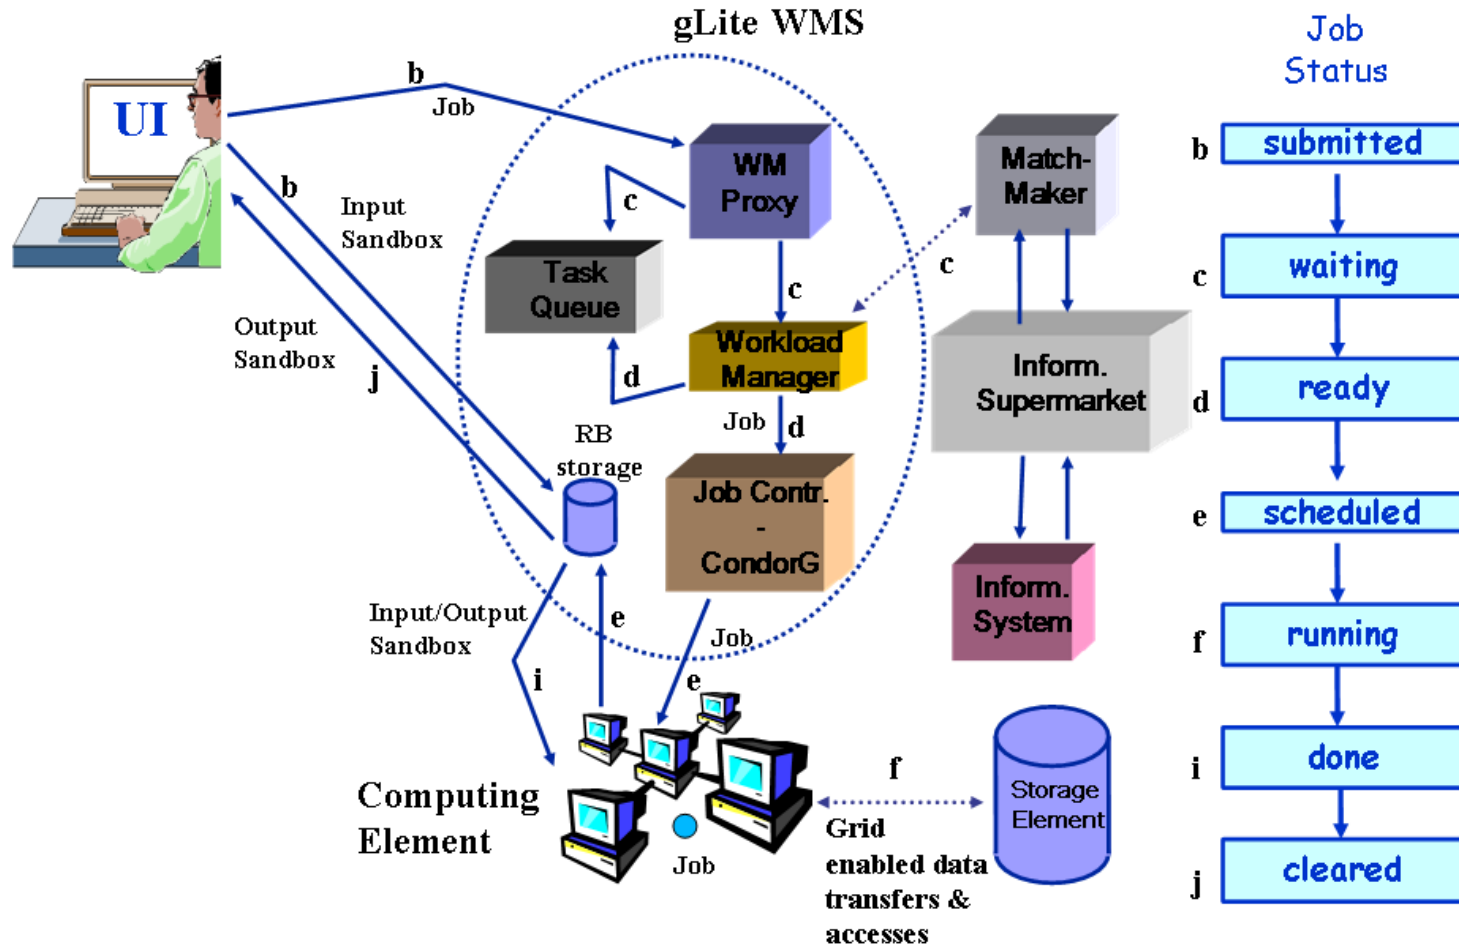 gLite WMS
Job
Status
UI
b
Job
WM
Proxy
Match-
Maker
b submitted
b
Input
Sandbox
c
c
c
Task
Queue
c waiting
Output
Sandbox
j
d
Workload
Manager
Inform.
Supermarket
d ready
Job d
RB
storage
Job Contr.
-
CondorG
e scheduled
Inform.
System
Input/Output
Sandbox
e
Job
f running
i
e
Computing
Element
Job
f
Storage
Element
Grid
enabled data
transfers &
accesses
i done
j cleared